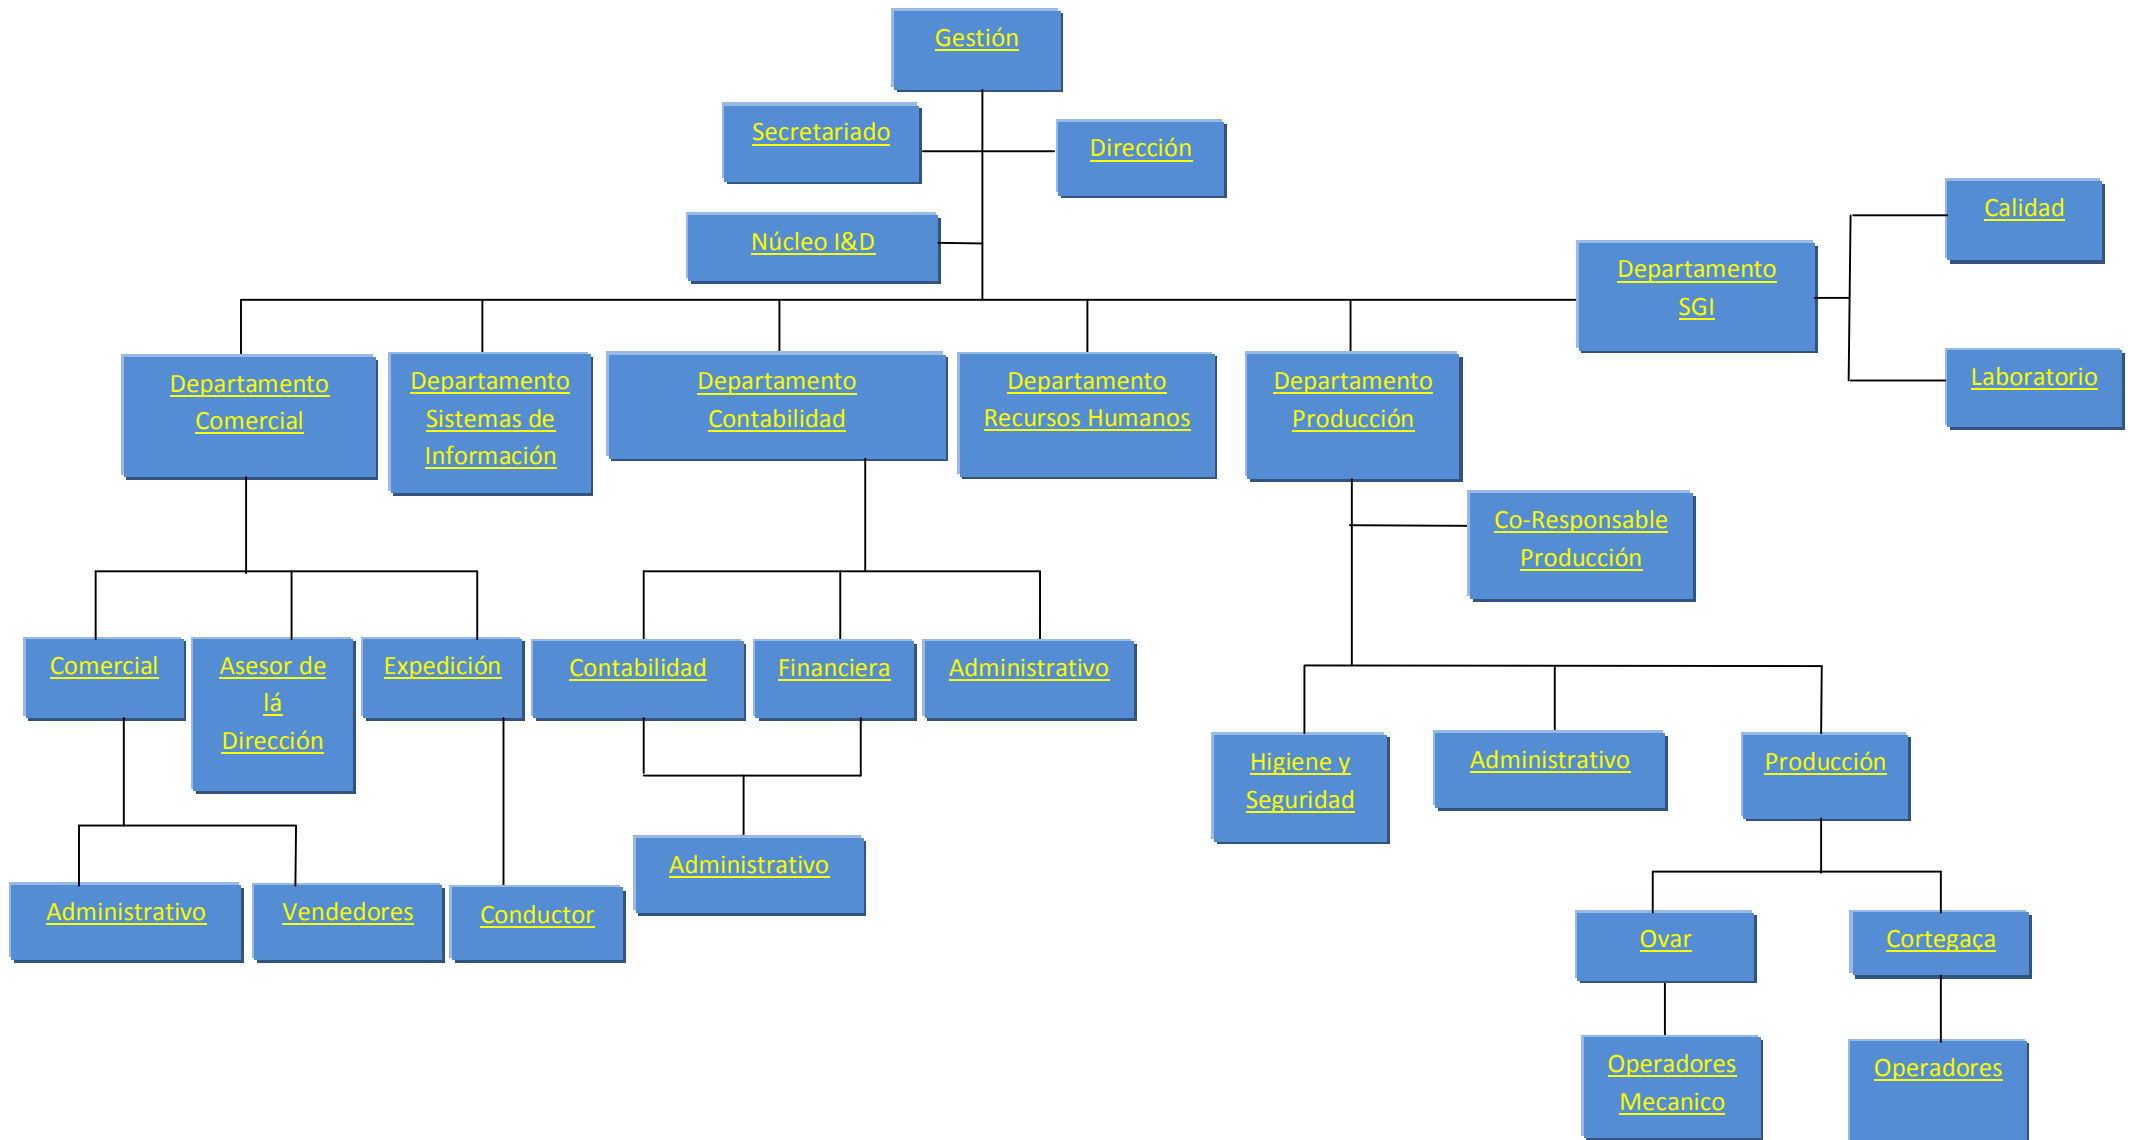 Gestión
Secretariado
Dirección
Núcleo I&D
Calidad
Departamento
SGI
Laboratorio
Departamento
Comercial
Departamento
Sistemas de
Información
Departamento
Contabilidad
Departamento
Recursos Humanos
Departamento
Producción
Co-Responsable
Producción
Comercial
Asesor de
lá
Dirección
Expedición
Contabilidad
Financiera
Administrativo
Higiene y
Seguridad
Administrativo
Producción
Administrativo
Vendedores
Conductor
Administrativo
Ovar
Cortegaça
Operadores
Mecanico
Operadores